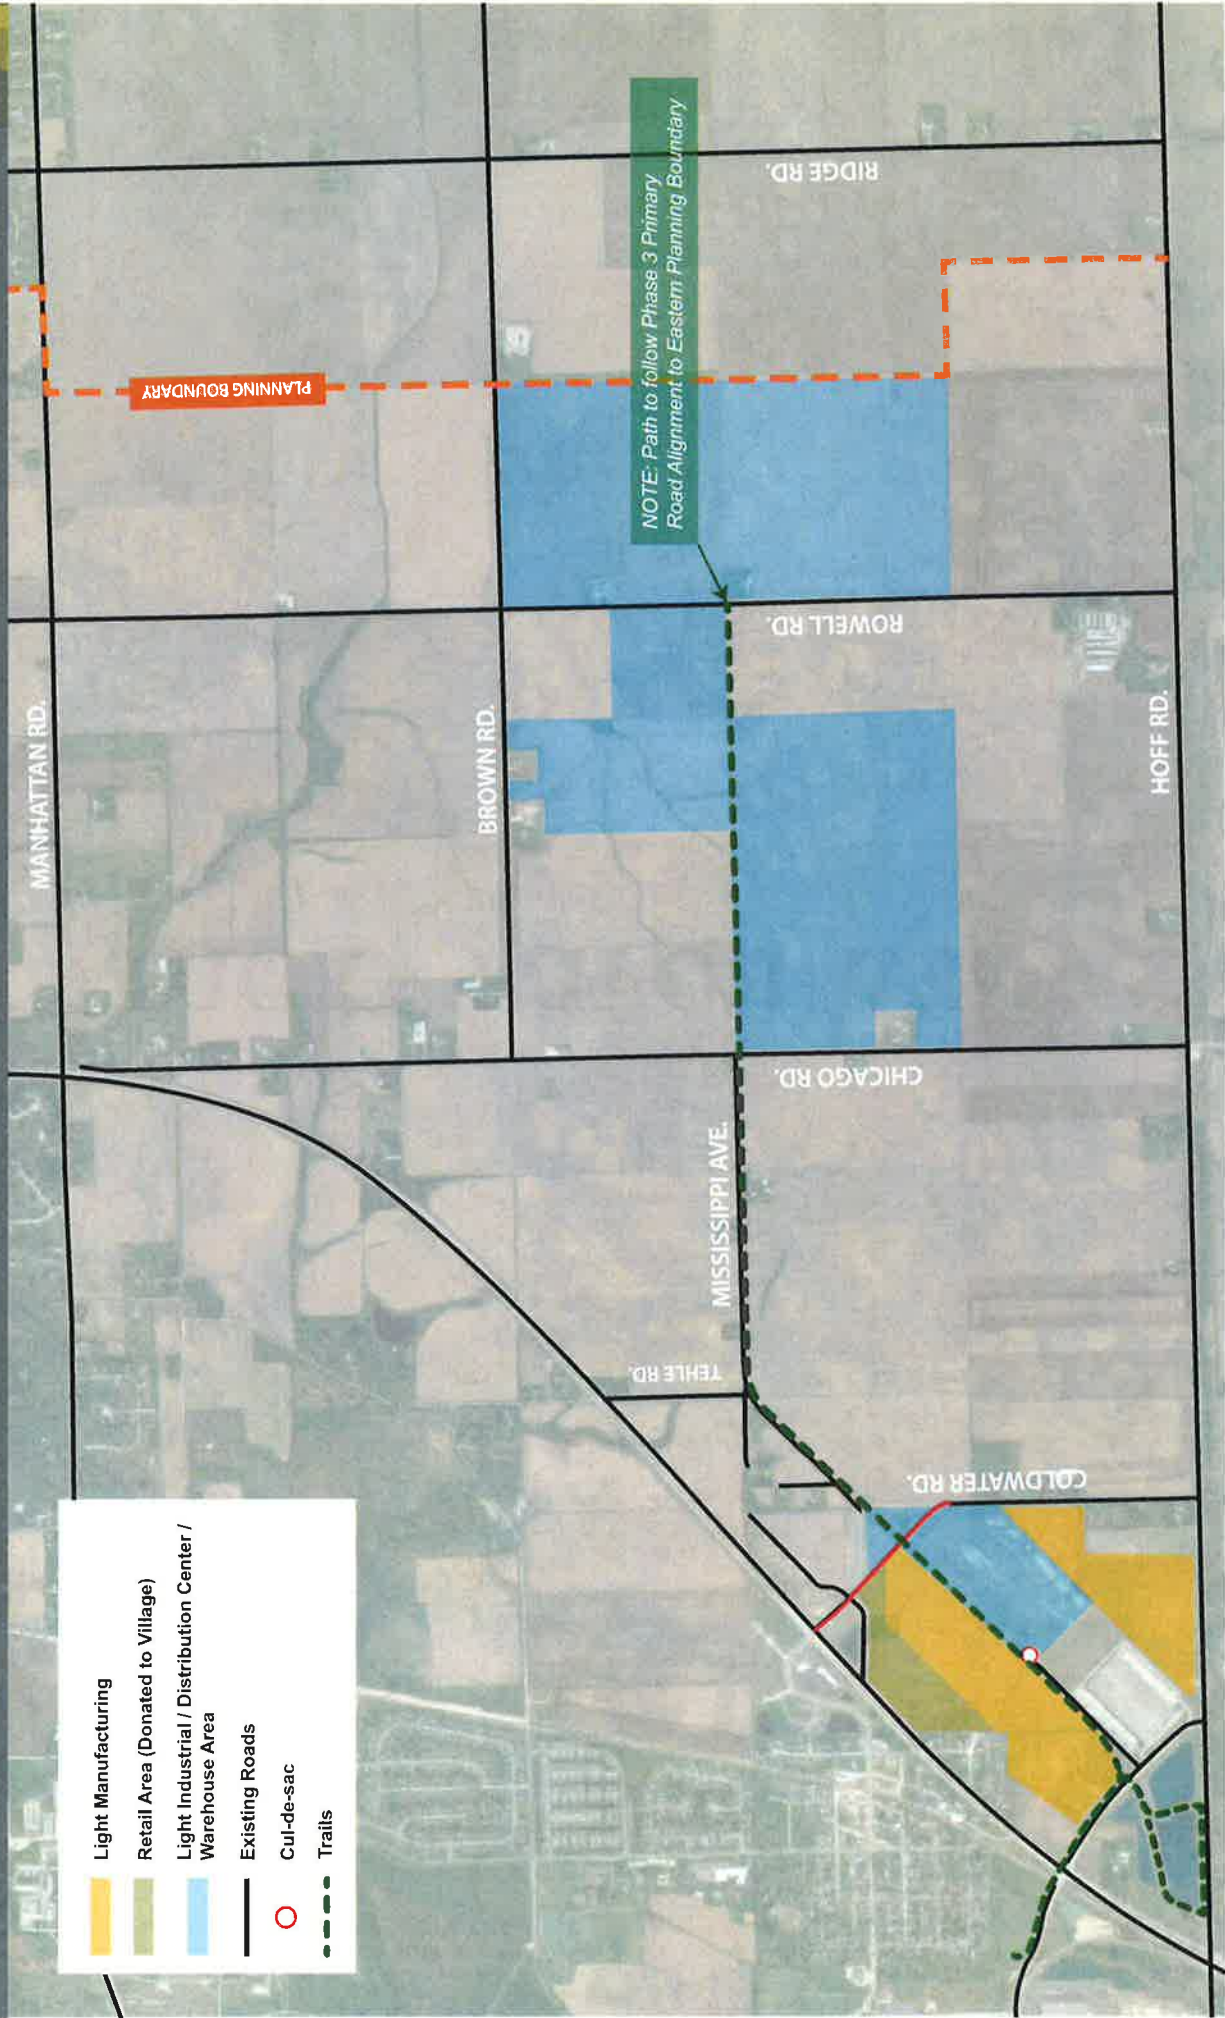 MANHATTAN RD.
BROWN RD.
MISSISSIPPI AVE.
HOFF RD.
TEHLE RD.
COLDWATER RD.
CHICAGO RD.
ROWELL RD.
RIDGE RD.
PLANNING BOUNDARY
NOTE: Path to follow Phase 3 Primary
Road Alignment to Eastern Planning Boundary
Light Manufacturing
Retail Area (Donated to Village)
Light Industrial / Distribution Center /
Warehouse Area
Existing Roads
Cul-de-sac
Trails